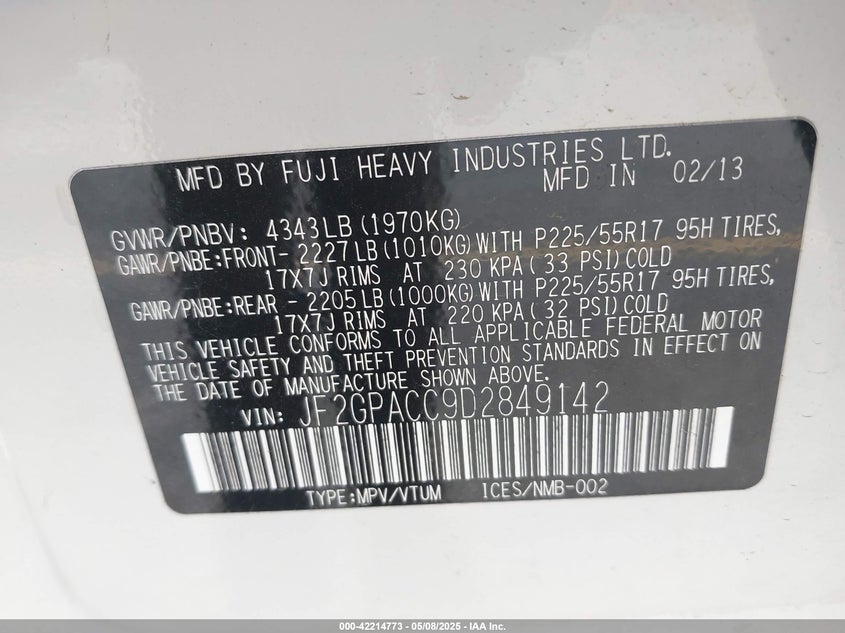 MFD BY FUJI HEAVY INDUSTRIES LTD.
MFD IN 02/13
GVWR/PNBV: 4343LB (1970KG)
GAWR/PNBE:FRONT- 2227LB (1010KG) WITH P225/55R17 95H TIRES,
17X7J RIMS AT 230 KPA ( 33 PSI) COLD
GAWR/PNBE:REAR - 2205LB (1000KG) WITH P225/55R17 95H TIRES,
17X7J RIMS AT 220 KPA ( 32 PSI) COLD
THIS VEHICLE CONFORMS TO ALL APPLICABLE FEDERAL MOTOR
VEHICLE SAFETY AND THEFT PREVENTION STANDARDS IN EFFECT ON
THE DATE OF MANUFACTURE SHOWN ABOVE.
VIN: JF2GPACC9D2849142
TYPE:MPV/VTUM ICES/NMB-002
000-42214773 - 05/08/2025 - IAA Inc.